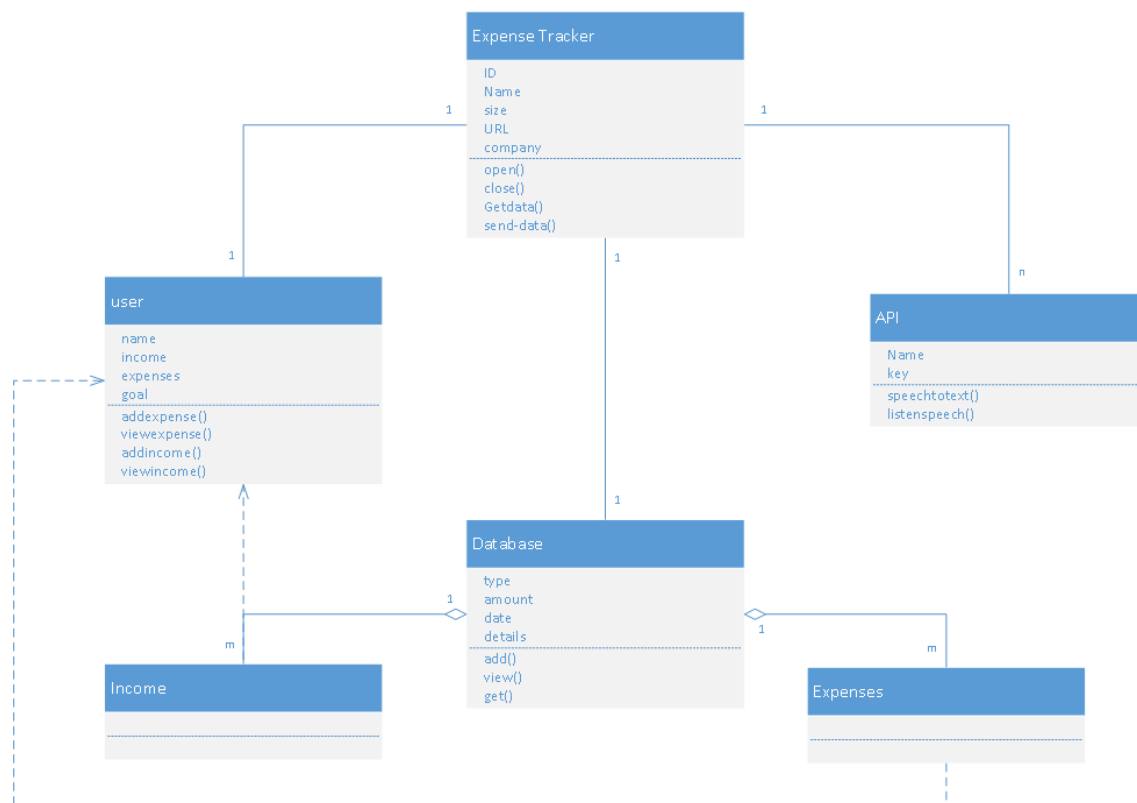 Expense Tracker
ID
Name
size
URL
company
open()
close()
Getdata()
send-data()
1
1
1
1
n
user
name
income
expenses
goal
addexpense()
viewexpense()
addincome()
viewincome()
API
Name
key
speechtotext()
listenspeech()
1
Database
type
amount
date
details
add()
view()
get()
1
1
m
m
Income
Expenses